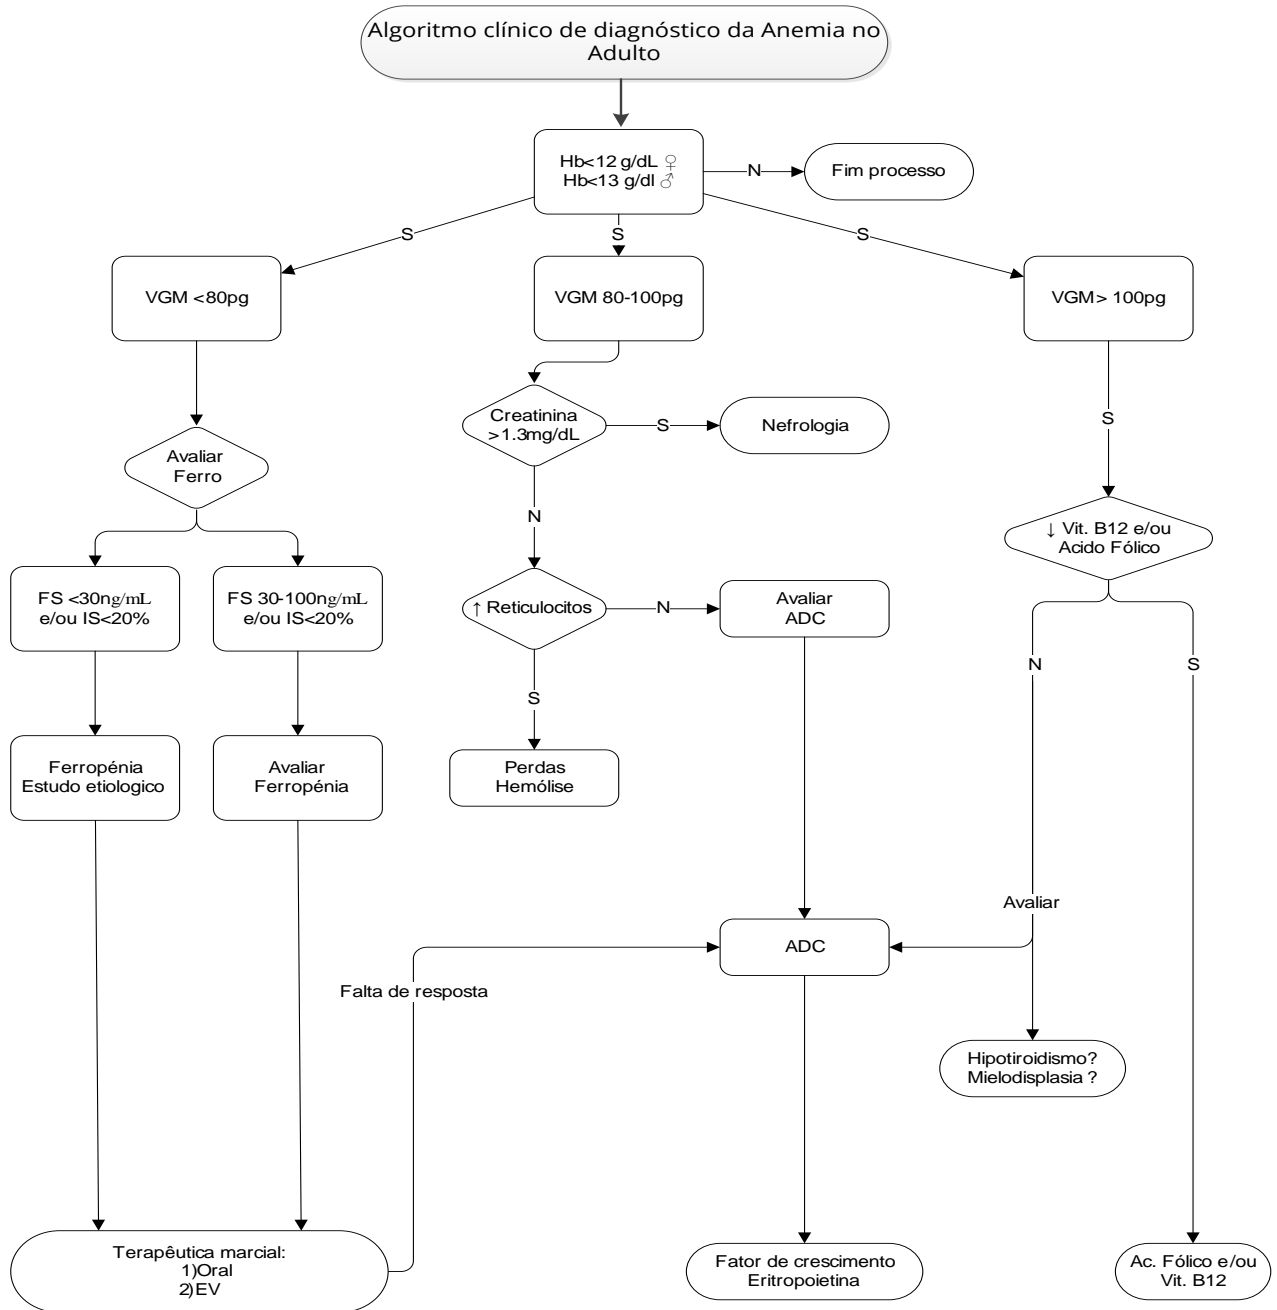 Algoritmo clínico de diagnóstico da Anemia no
Adulto
Hb<12 g/dL ♀
Hb<13 g/dl ♂
N
Fim processo
S
S
S
VGM <80pg
VGM 80-100pg
VGM> 100pg
Creatinina
>1.3mg/dL
S
Nefrologia
S
Avaliar
Ferro
N
↓ Vit. B12 e/ou
Acido Fólico
FS <30ng/mL
e/ou IS<20%
FS 30-100ng/mL
e/ou IS<20%
↑ Reticulocitos
N
Avaliar
ADC
N
S
S
Ferropénia
Estudo etiologico
Avaliar
Ferropénia
Perdas
Hemólise
Avaliar
ADC
Falta de resposta
Hipotiroidismo?
Mielodisplasia ?
Terapêutica marcial:
1)Oral
2)EV
Fator de crescimento
Eritropoietina
Ac. Fólico e/ou
Vit. B12